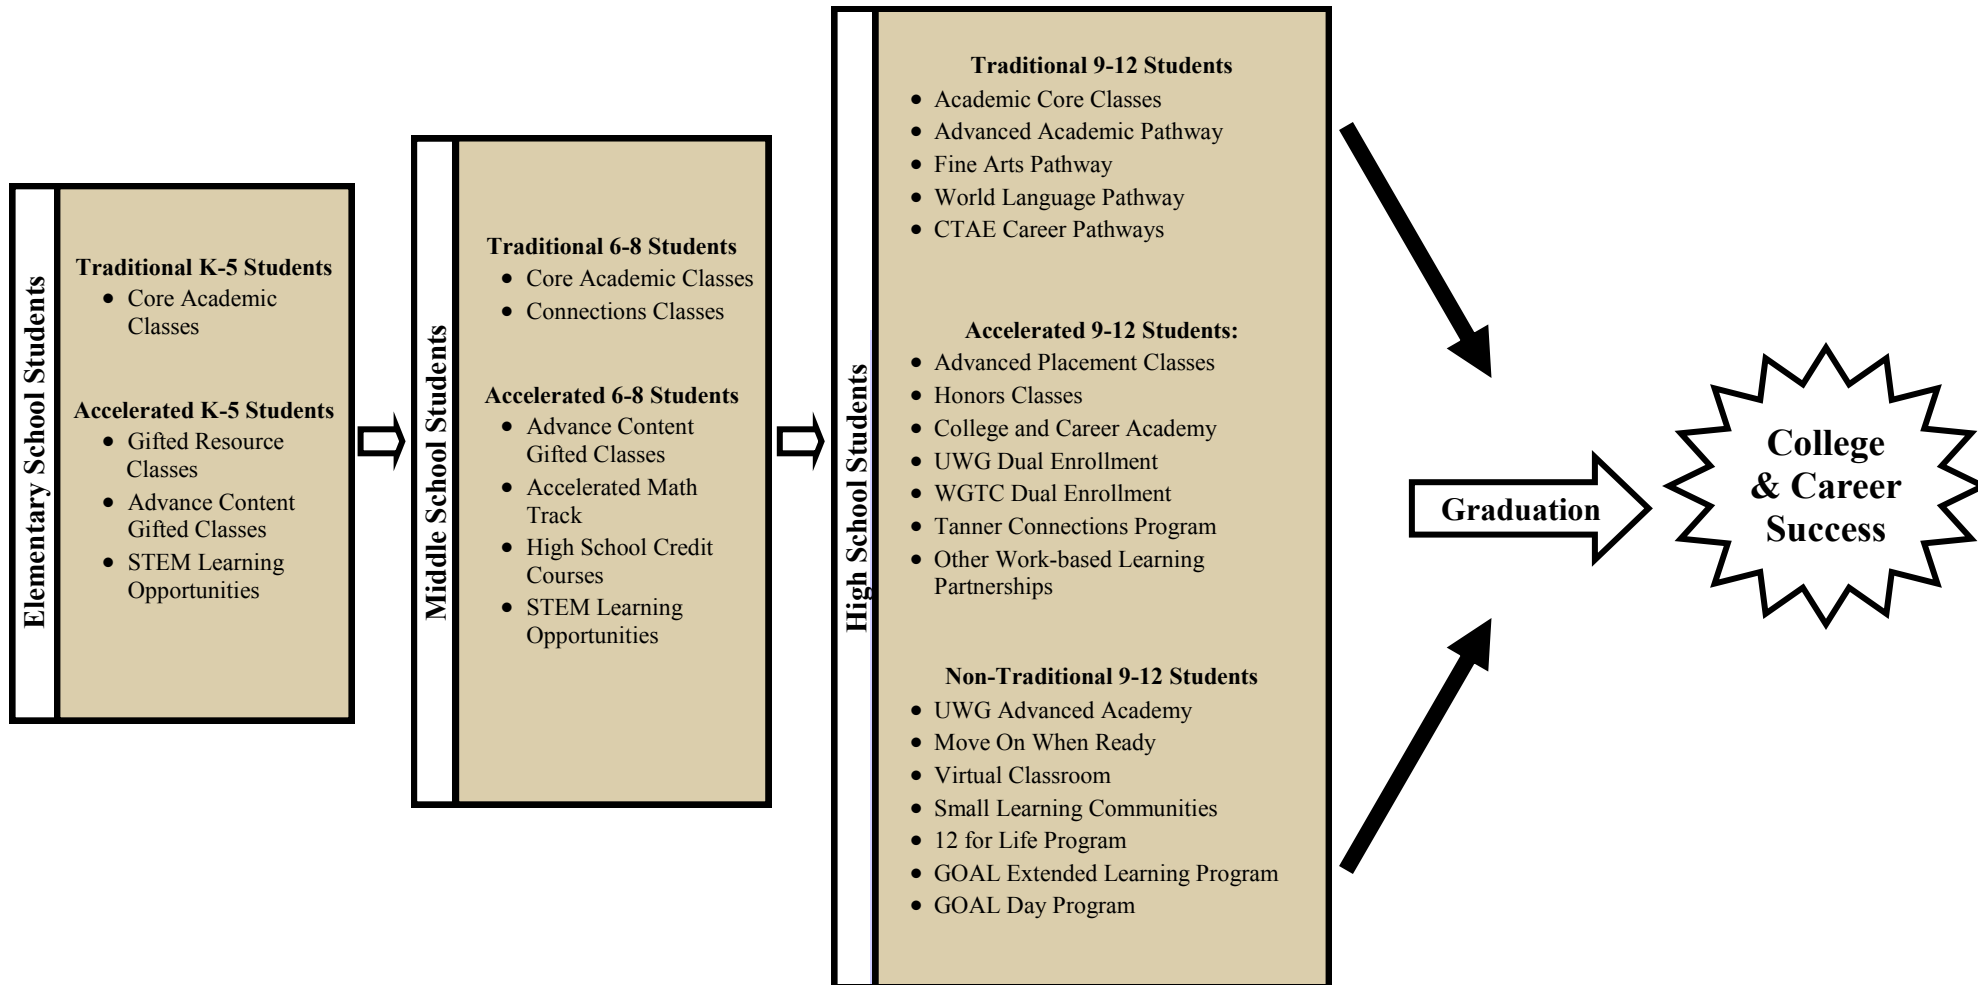 Elementary School Students
Traditional K-5 Students
• Core Academic
Classes
Accelerated K-5 Students
• Gifted Resource
Classes
• Advance Content
Gifted Classes
• STEM Learning
Opportunities
Middle School Students
Traditional 6-8 Students
• Core Academic Classes
• Connections Classes
Accelerated 6-8 Students
• Advance Content
Gifted Classes
• Accelerated Math
Track
• High School Credit
Courses
• STEM Learning
Opportunities
High School Students
Traditional 9-12 Students
• Academic Core Classes
• Advanced Academic Pathway
• Fine Arts Pathway
• World Language Pathway
• CTAE Career Pathways
Accelerated 9-12 Students:
• Advanced Placement Classes
• Honors Classes
• College and Career Academy
• UWG Dual Enrollment
• WGTC Dual Enrollment
• Tanner Connections Program
• Other Work-based Learning
Partnerships
Non-Traditional 9-12 Students
• UWG Advanced Academy
• Move On When Ready
• Virtual Classroom
• Small Learning Communities
• 12 for Life Program
• GOAL Extended Learning Program
• GOAL Day Program
Graduation
College
& Career
Success